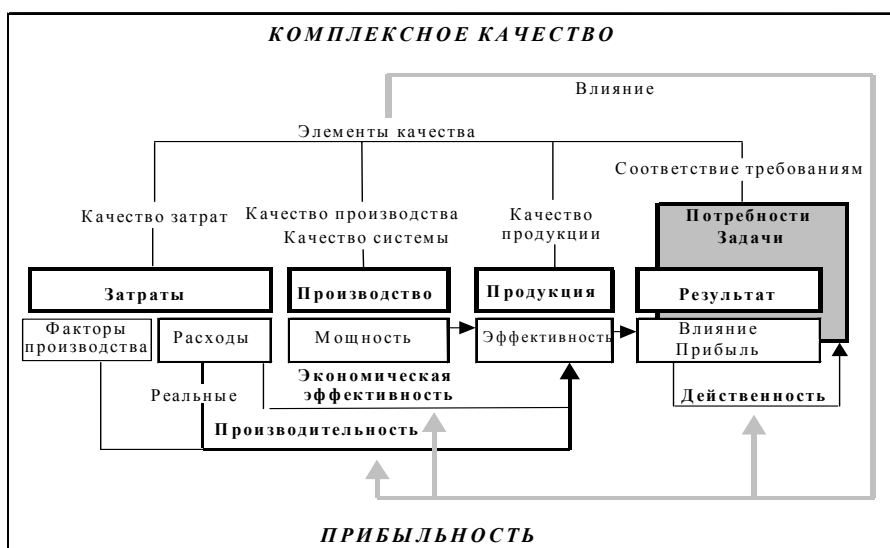 КОМПЛЕКСНОЕ КАЧЕСТВО
Влияние
Элементы качества
Соответствие требованиям
Качество затрат
Качество производства
Качество системы
Качество
продукции
Потребности
Задачи
Затраты
Производство
Продукция
Результат
Факторы
производства
Расходы
Мощность
Эффективность
Влияние
Прибыль
Реальные
Экономическая
эффективность
Действенность
Производительность
ПРИБЫЛЬНОСТЬ